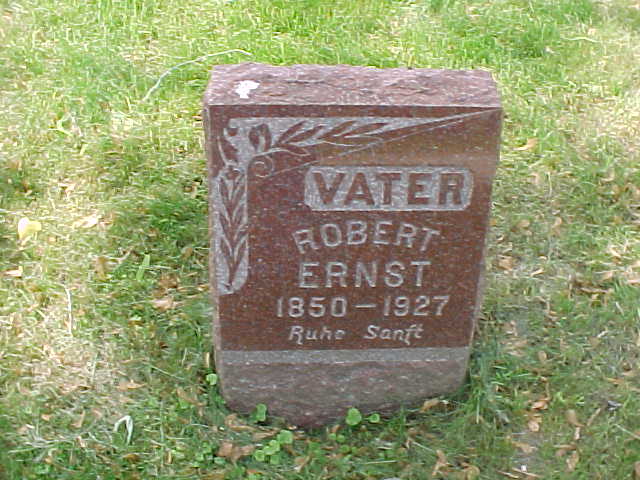 VATER
ROBERT
ERNST
1850–1927
Ruhe Sanft